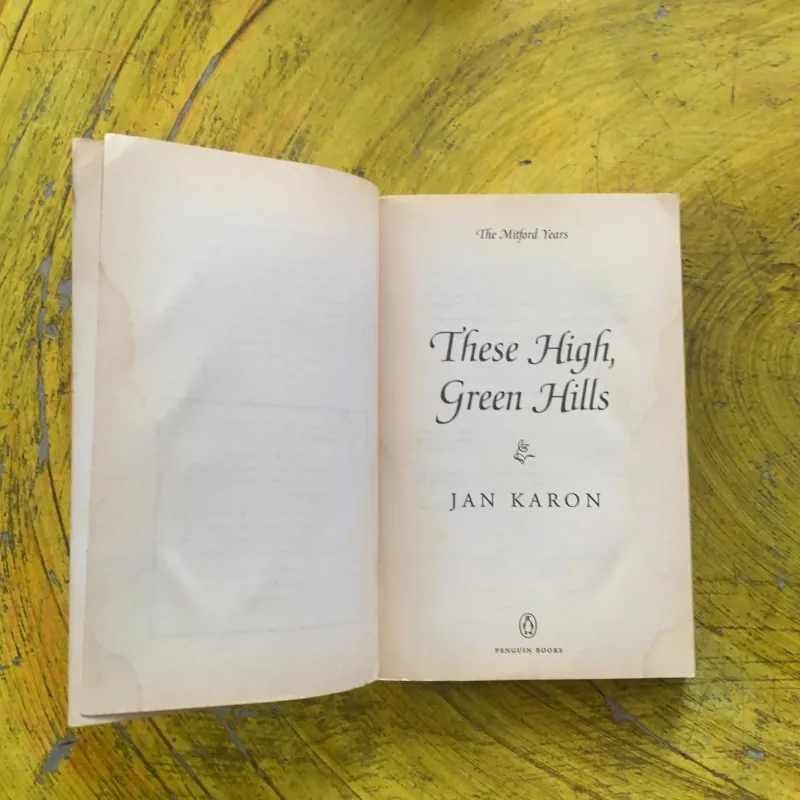 The Mitford Years
These High,
Green Hills
JAN KARON
PENGUIN BOOKS